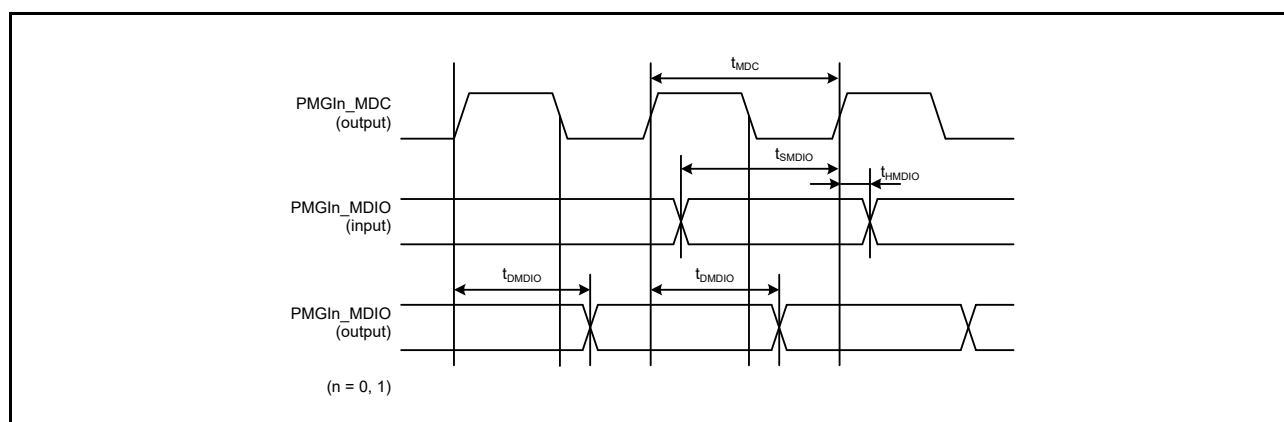 tMDC
PMGIn_MDC
(output)
tSMDIO
tHMDIO
PMGIn_MDIO
(input)
tDMDIO
tDMDIO
PMGIn_MDIO
(output)
(n = 0, 1)